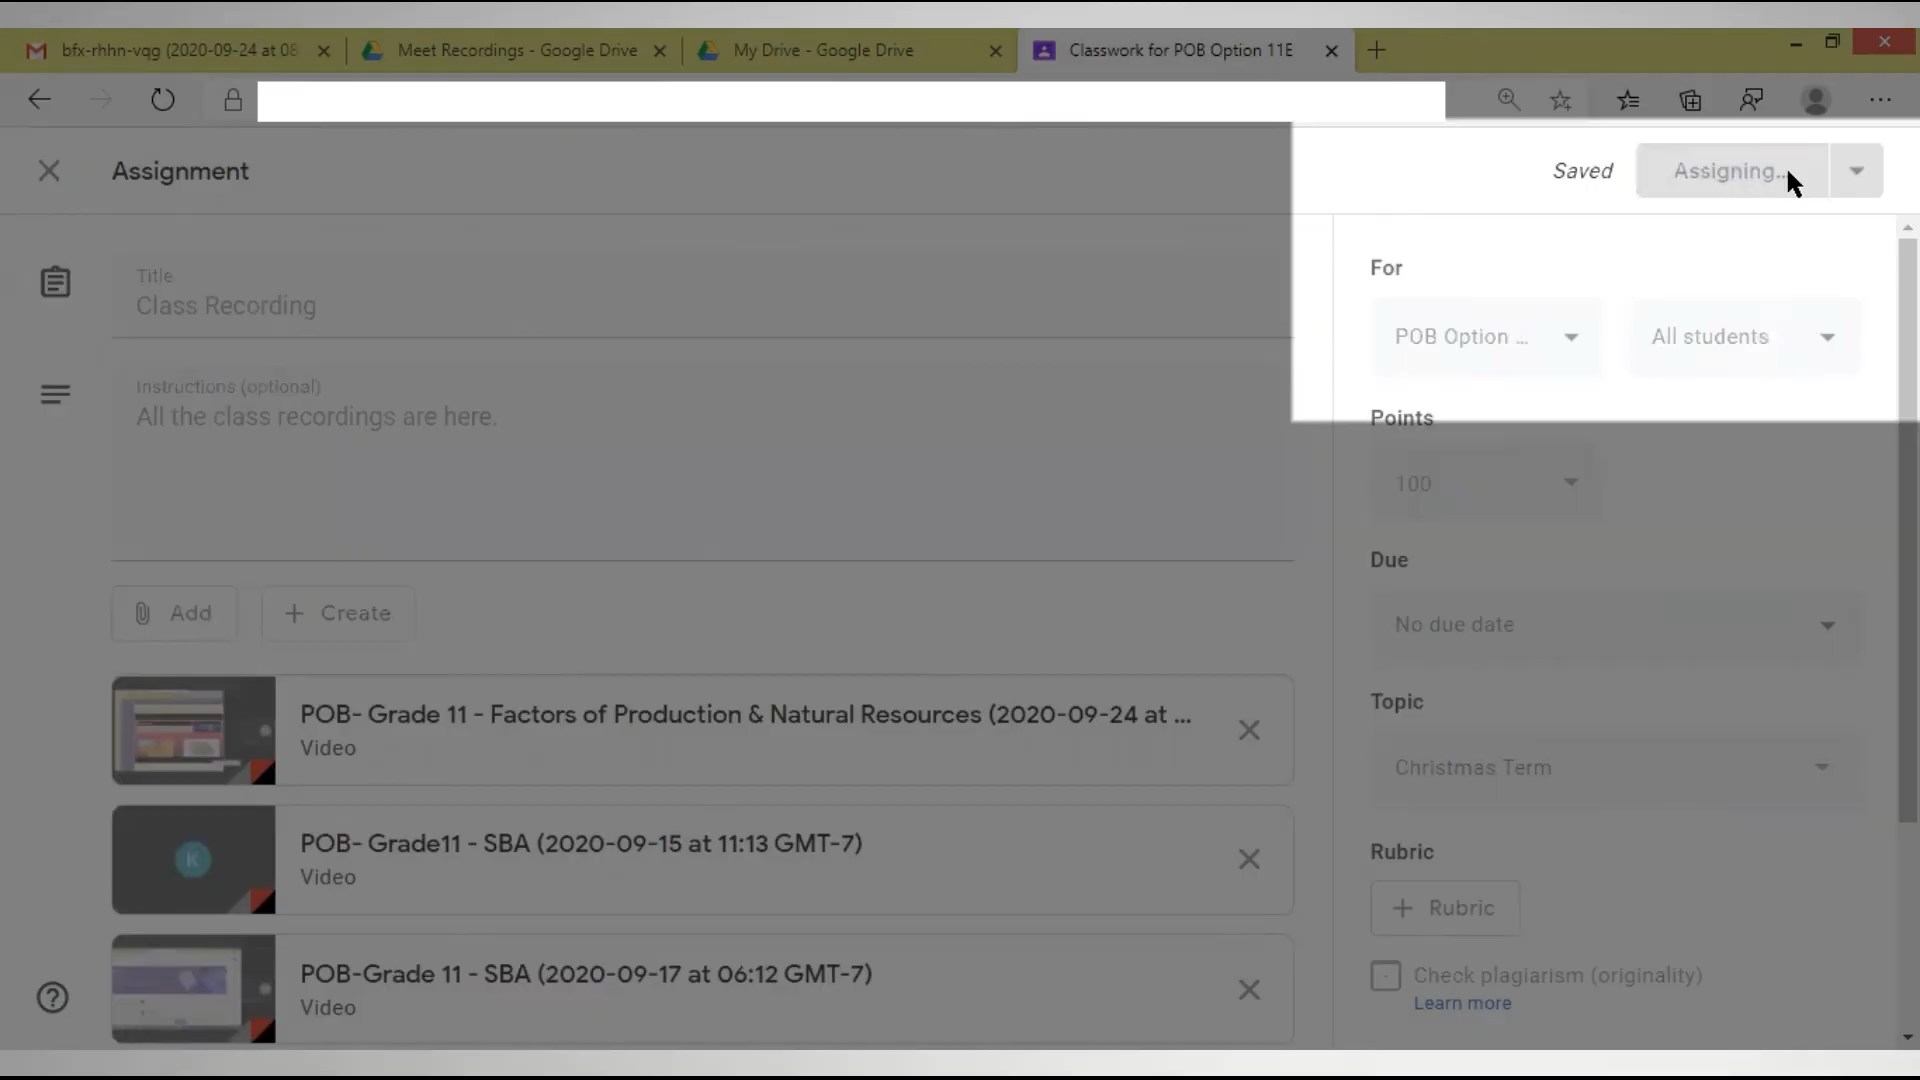 bfx-rhhn-vqg (2020-09-24 at 08
Meet Recordings - Google Drive
My Drive - Google Drive
Classwork for POB Option 11E
Assignment
Saved
Assigning...
Title
Class Recording
Instructions (optional)
All the class recordings are here.
Add
Create
POB- Grade 11 - Factors of Production & Natural Resources (2020-09-24 at ...
Video
POB- Grade11 - SBA (2020-09-15 at 11:13 GMT-7)
Video
K
POB-Grade 11 - SBA (2020-09-17 at 06:12 GMT-7)
Video
For
POB Option ...
All students
Points
100
Due
No due date
Topic
Christmas Term
Rubric
Rubric
Check plagiarism (originality)
Learn more